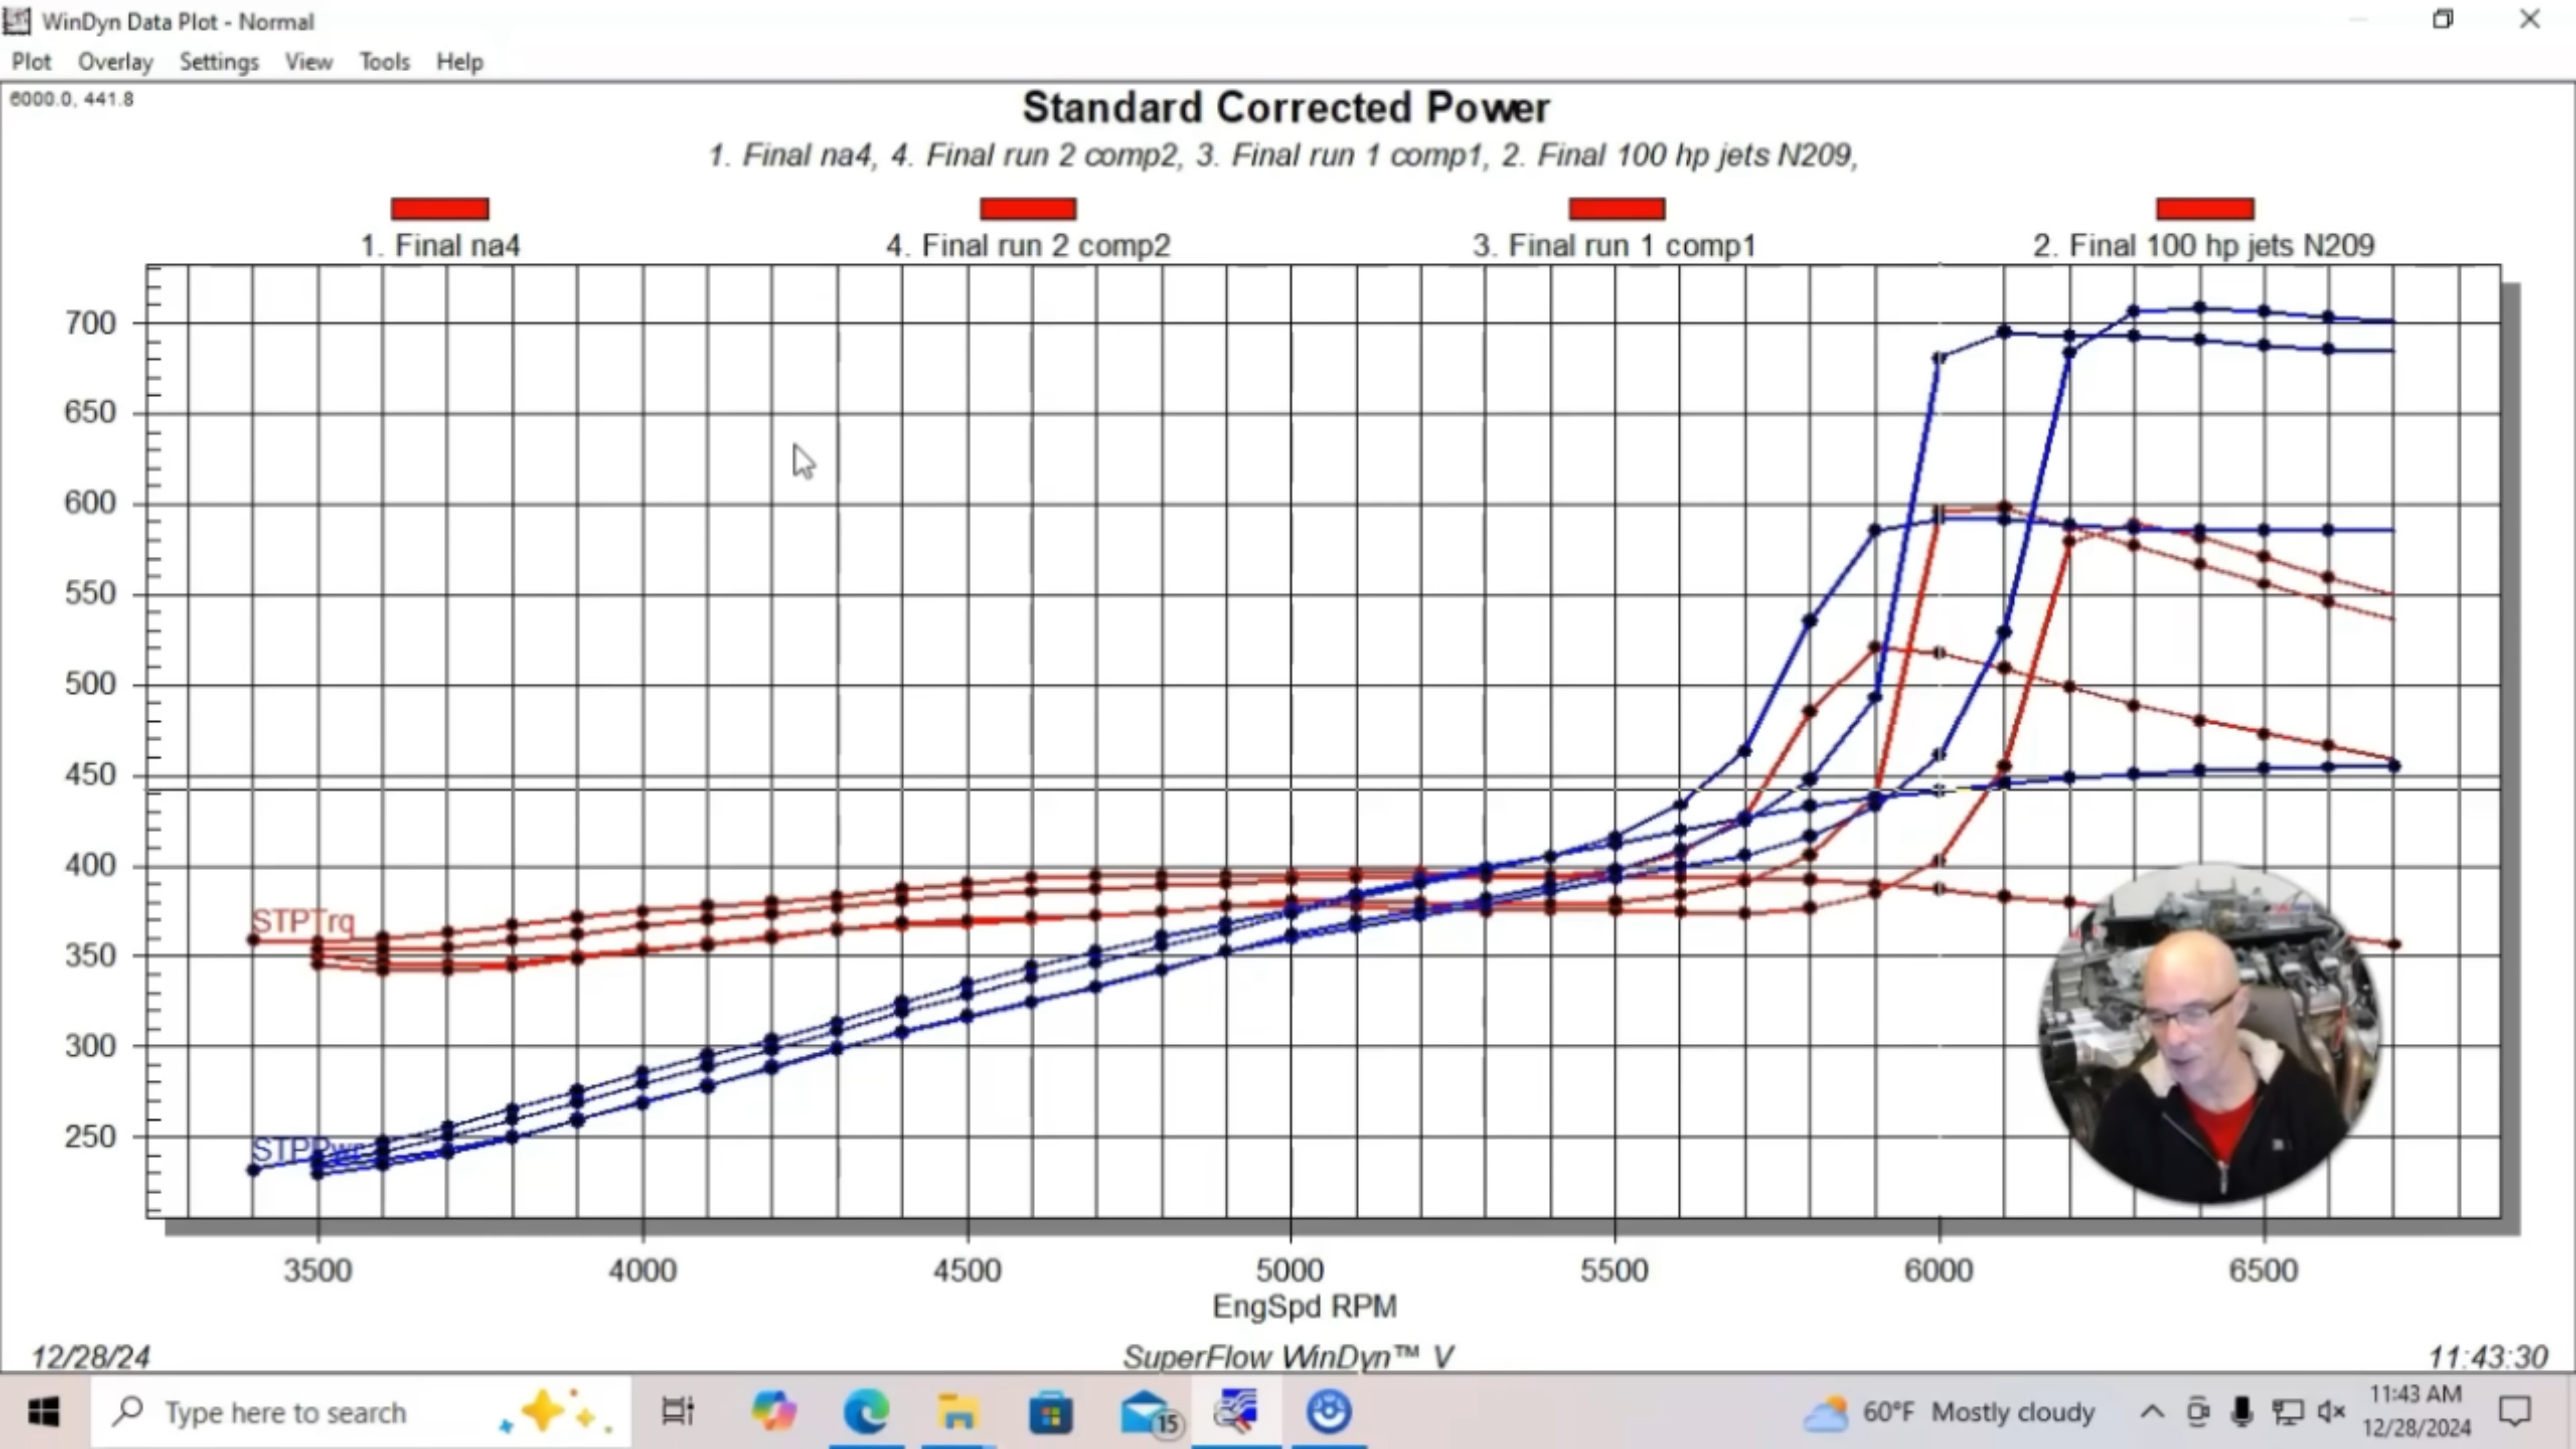 WinDyn Data Plot - Normal
Plot Overlay Settings View Tools Help
6000.0, 441.8
Standard Corrected Power
1. Final na4, 4. Final run 2 comp2, 3. Final run 1 comp1, 2. Final 100 hp jets N209,
1. Final na4 4. Final run 2 comp2 3. Final run 1 comp1 2. Final 100 hp jets N209
700
650
600
550
500
450
400
STPTrq
350
300
250
STPPwr
3500 4000 4500 5000 5500 6000 6500
EngSpd RPM
12/28/24 SuperFlow WinDyn™ V 11:43:30
Type here to search 15 60°F Mostly cloudy 11:43 AM
12/28/2024